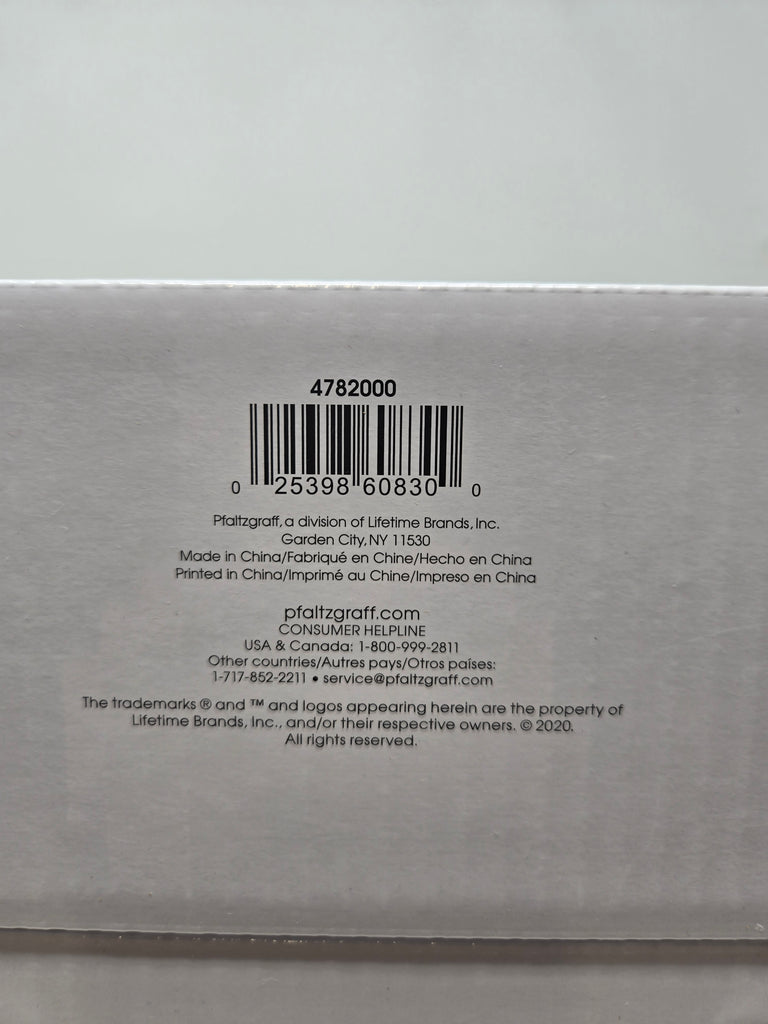 4782000
0 25398 60830 0
Pfaltzgraff, a division of Lifetime Brands, Inc.
Garden City, NY 11530
Made in China/Fabriqué en Chine/Hecho en China
Printed in China/Imprimé au Chine/Impreso en China
pfaltzgraff.com
CONSUMER HELPLINE
USA & Canada: 1-800-999-2811
Other countries/Autres pays/Otros países:
1-717-852-2211 • service@pfaltzgraff.com
The trademarks ® and ™ and logos appearing herein are the property of
Lifetime Brands, Inc., and/or their respective owners. © 2020.
All rights reserved.